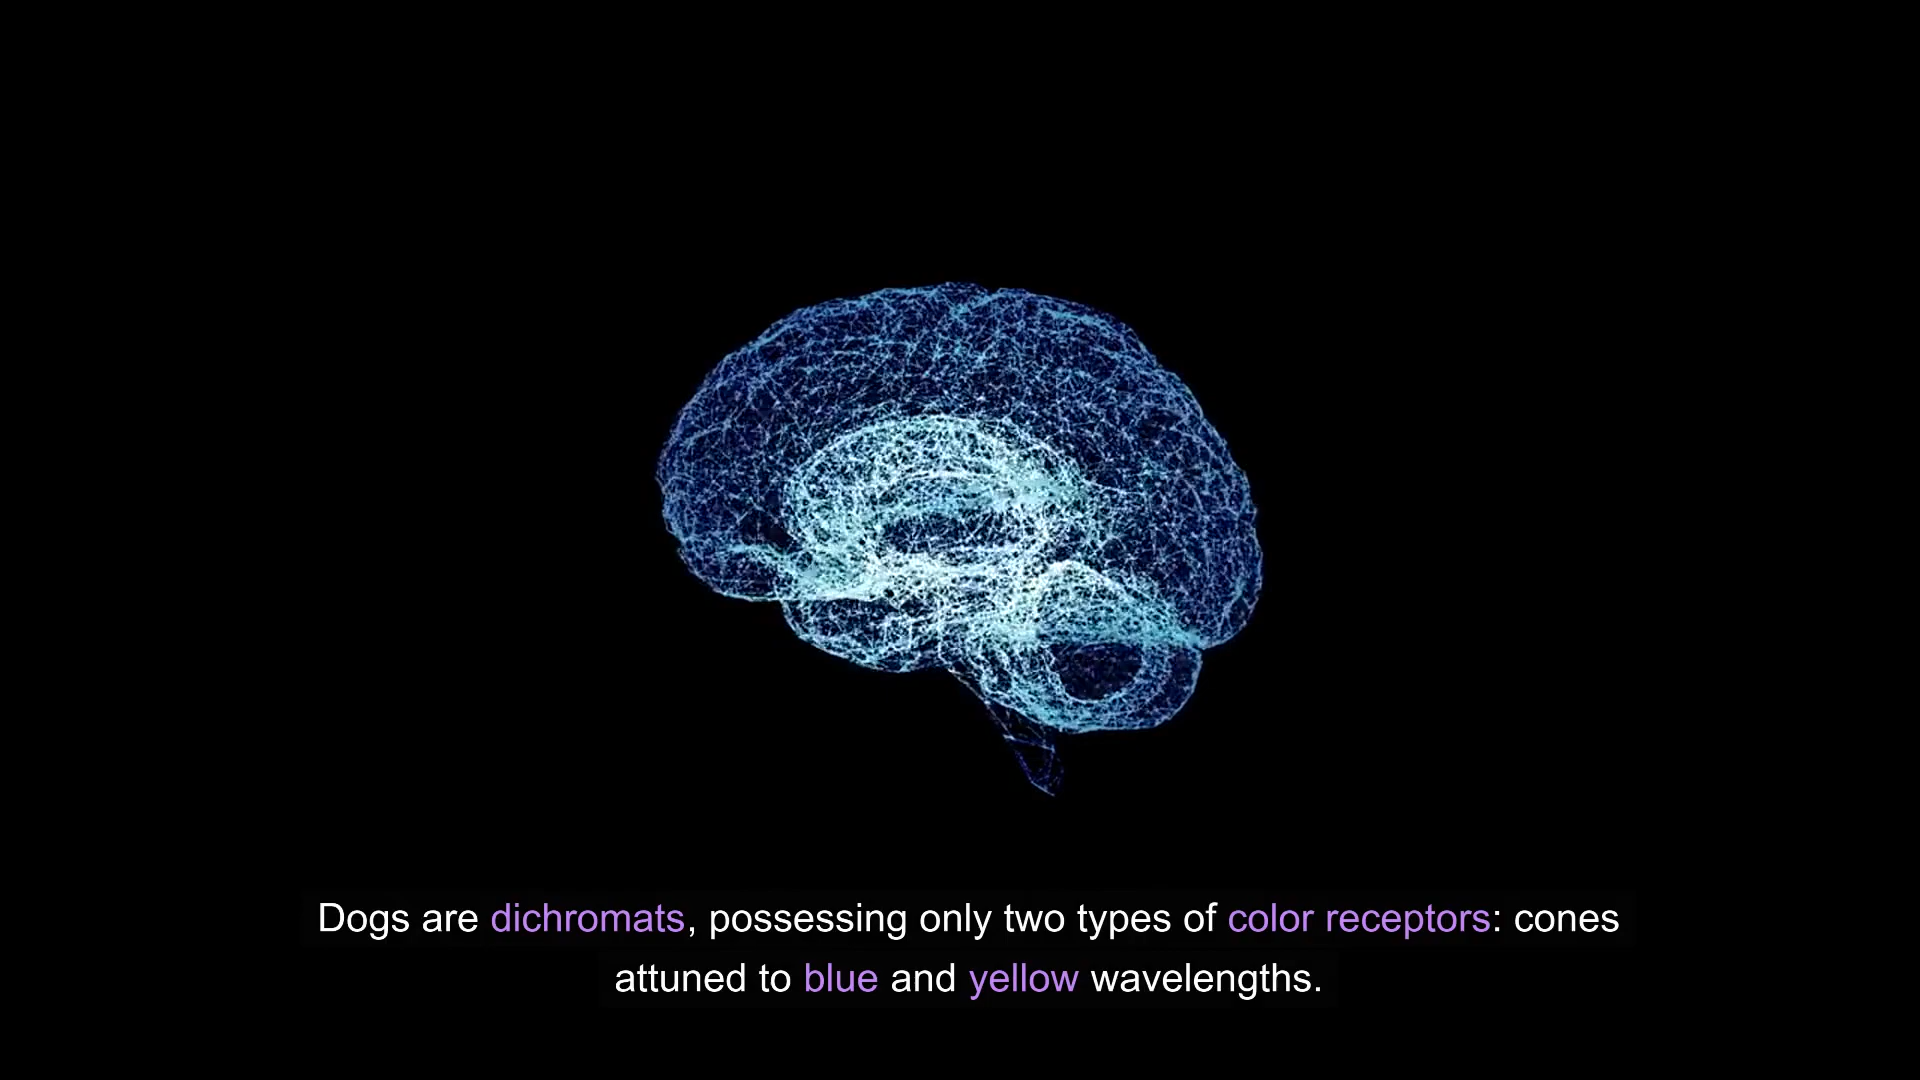 Dogs are dichromats, possessing only two types of color receptors: cones
attuned to blue and yellow wavelengths.